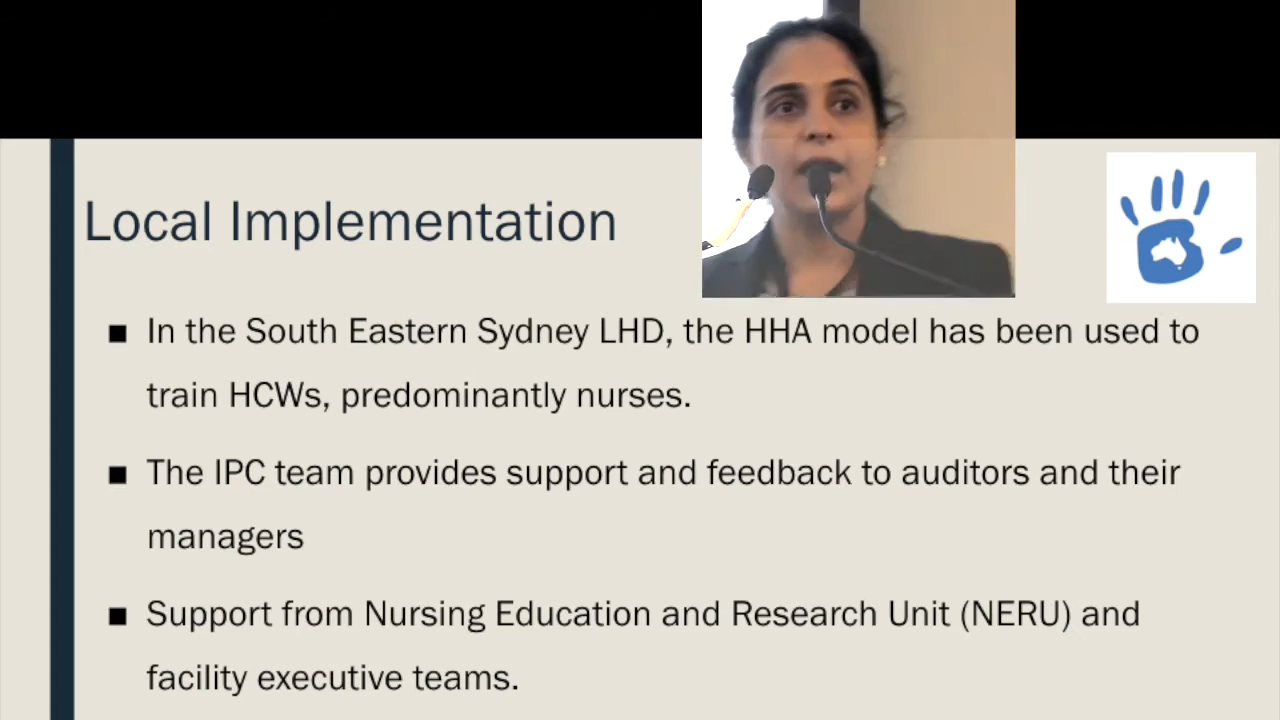 Local Implementation
■ In the South Eastern Sydney LHD, the HHA model has been used to
train HCWs, predominantly nurses.
■ The IPC team provides support and feedback to auditors and their
managers
■ Support from Nursing Education and Research Unit (NERU) and
facility executive teams.